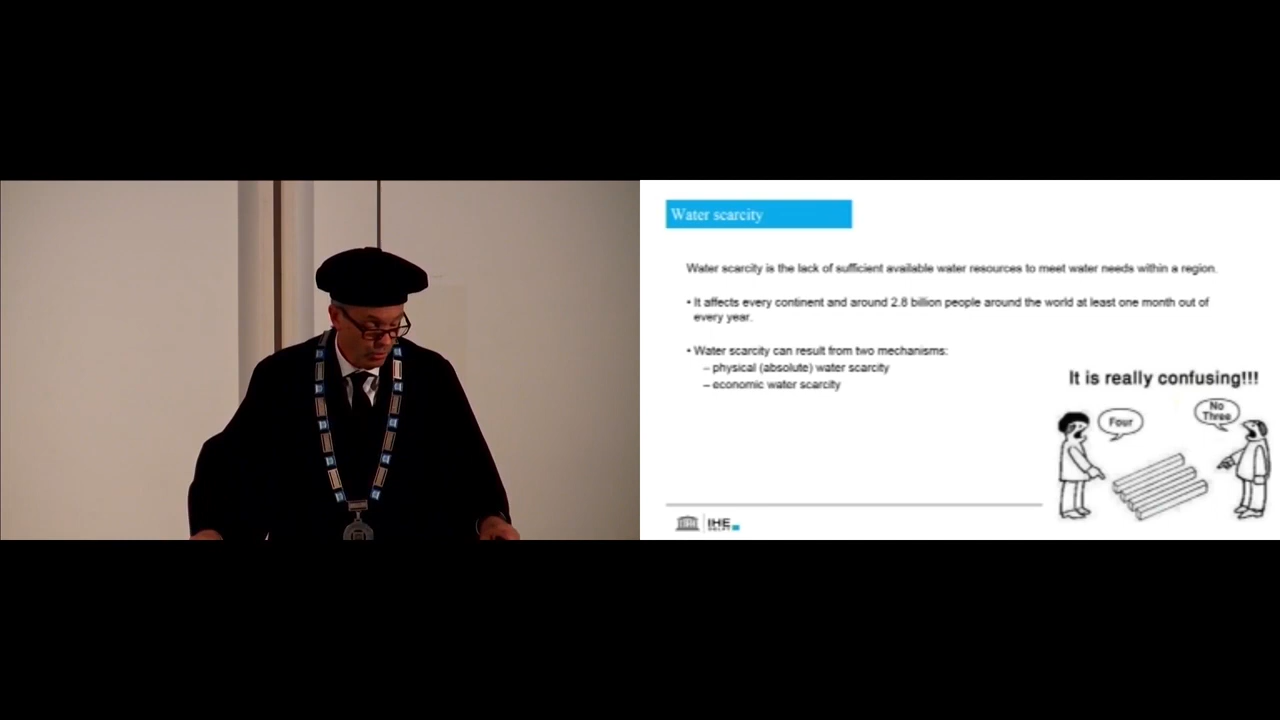 Water scarcity
Water scarcity is the lack of sufficient available water resources to meet water needs within a region.
• It affects every continent and around 2.8 billion people around the world at least one month out of
every year.
• Water scarcity can result from two mechanisms:
– physical (absolute) water scarcity
– economic water scarcity
It is really confusing!!!
Four
No
Three
IHE
DELFT